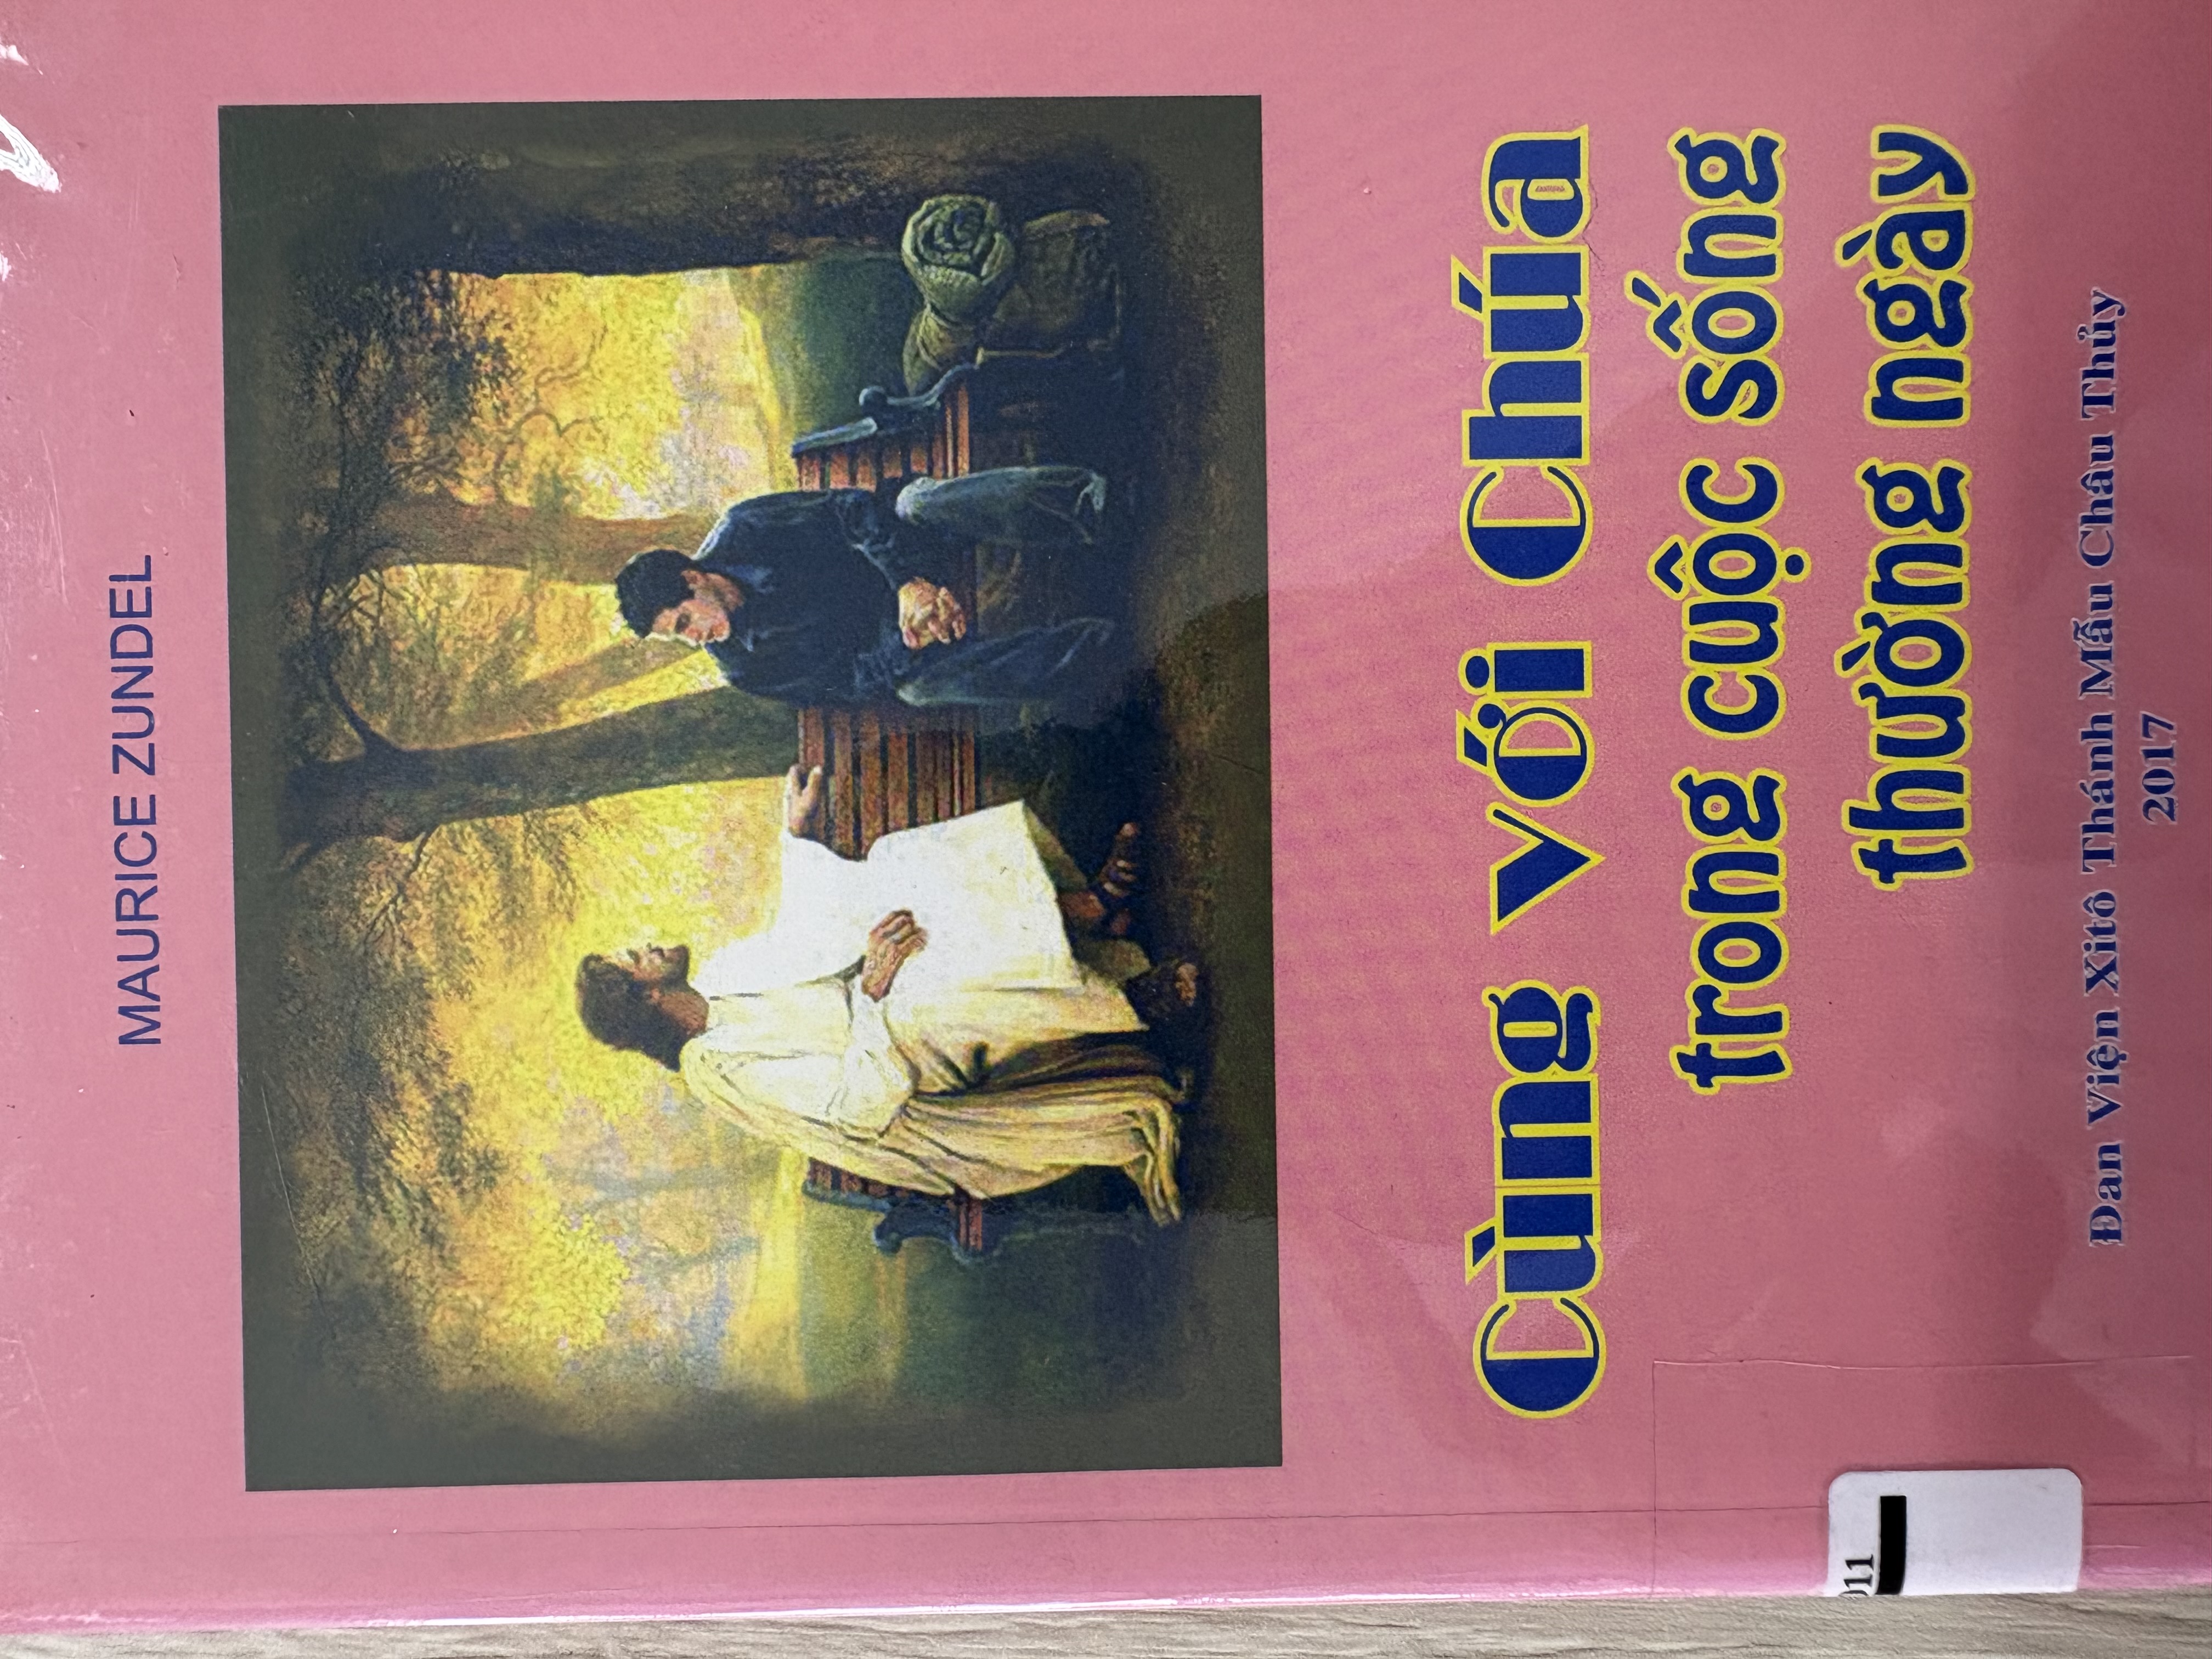 MAURICE ZUNDEL
Cùng với Chúa
trong cuộc sống
thường ngày
Đan Viện Xitô Thánh Mẫu Châu Thủy
2017